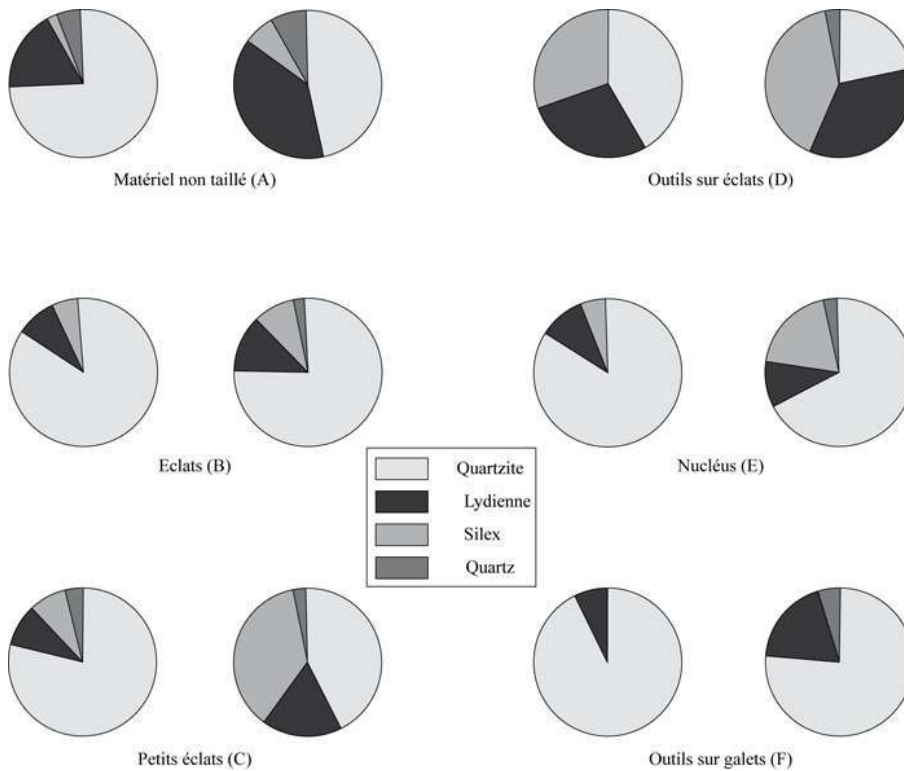 Matériel non taillé (A)
Outils sur éclats (D)
Eclats (B)
Nucléus (E)
Quartzite
Lydienne
Silex
Quartz
Petits éclats (C)
Outils sur galets (F)